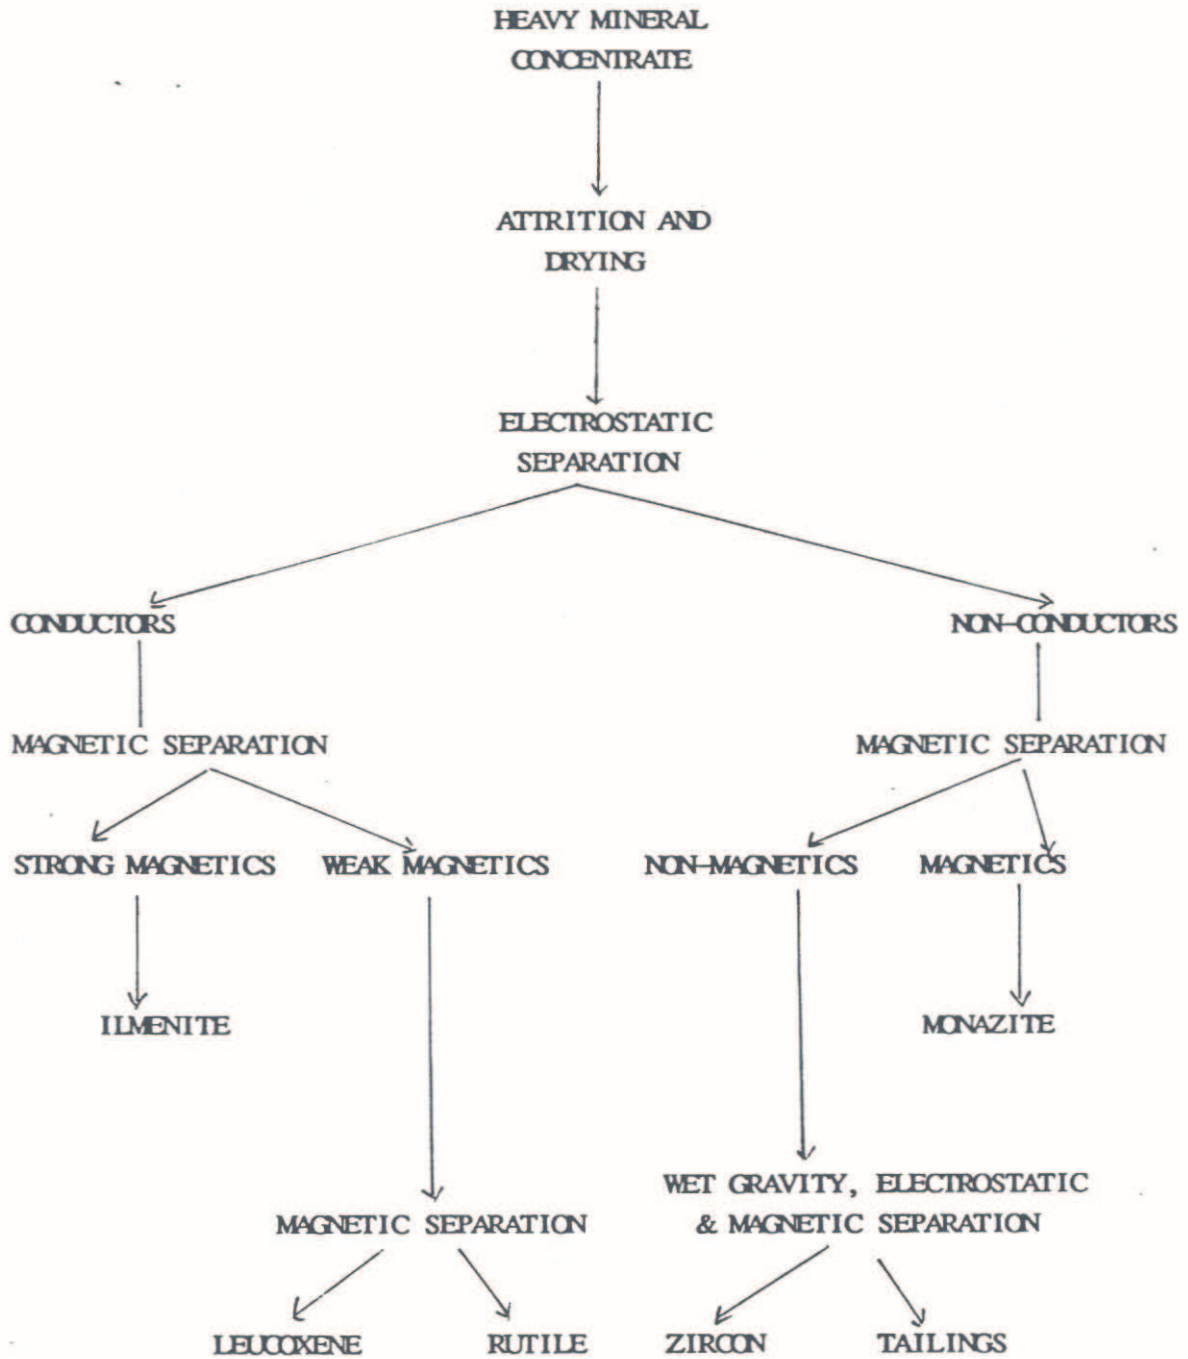 HEAVY MINERAL
CONCENTRATE
ATTRITION AND
DRYING
ELECTROSTATIC
SEPARATION
CONDUCTORS
NON-CONDUCTORS
MAGNETIC SEPARATION
MAGNETIC SEPARATION
STRONG MAGNETICS
WEAK MAGNETICS
NON-MAGNETICS
MAGNETICS
ILMENITE
MONAZITE
WET GRAVITY, ELECTROSTATIC
& MAGNETIC SEPARATION
MAGNETIC SEPARATION
LEUCOXENE
RUTILE
ZIRCON
TAILINGS